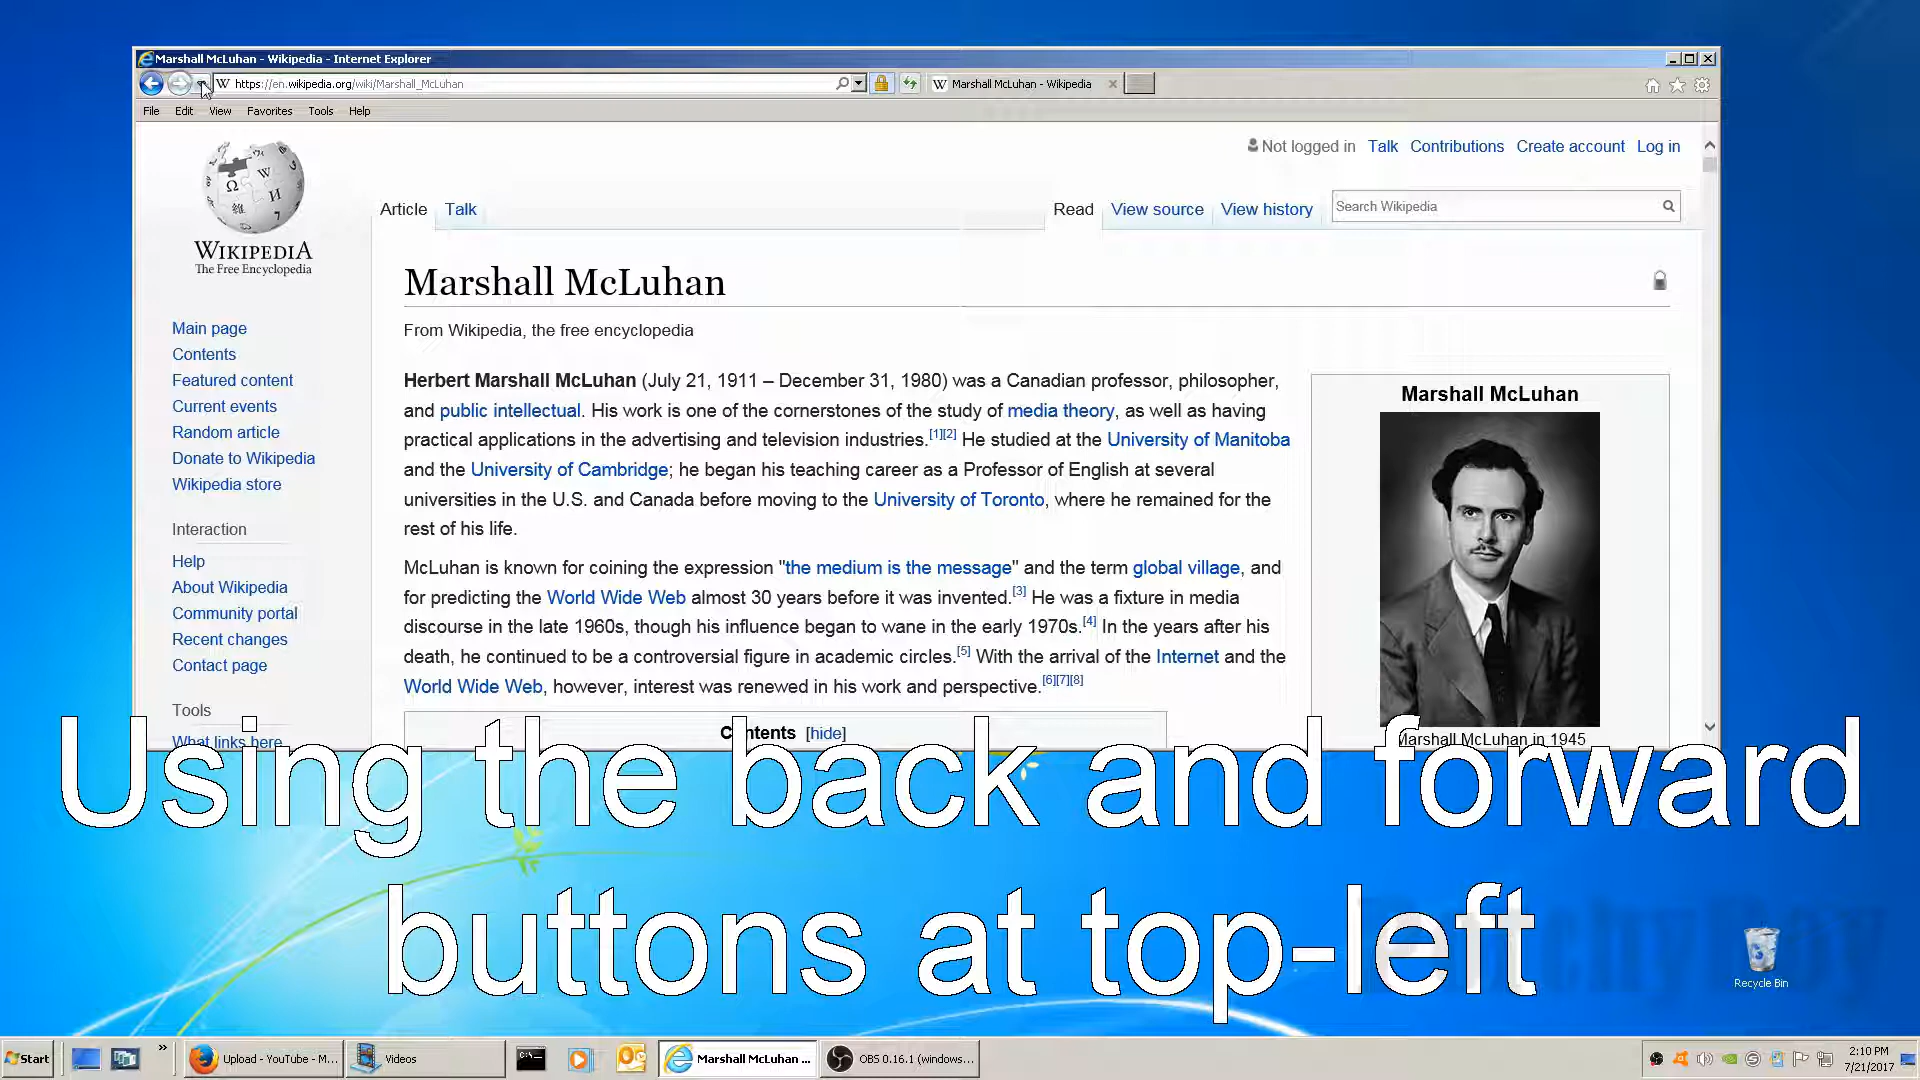 Marshall McLuhan - Wikipedia - Internet Explorer
https://en.wikipedia.org/wiki/Marshall_McLuhan
Marshall McLuhan - Wikipedia
File Edit View Favorites Tools Help
Not logged in Talk Contributions Create account Log in
Article Talk
Read View source View history
Search Wikipedia
WIKIPEDIA
The Free Encyclopedia
Main page
Contents
Featured content
Current events
Random article
Donate to Wikipedia
Wikipedia store
Interaction
Help
About Wikipedia
Community portal
Recent changes
Contact page
Tools
What links here
Marshall McLuhan
From Wikipedia, the free encyclopedia
Herbert Marshall McLuhan (July 21, 1911 – December 31, 1980) was a Canadian professor, philosopher,
and public intellectual. His work is one of the cornerstones of the study of media theory, as well as having
practical applications in the advertising and television industries.[1][2] He studied at the University of Manitoba
and the University of Cambridge; he began his teaching career as a Professor of English at several
universities in the U.S. and Canada before moving to the University of Toronto, where he remained for the
rest of his life.
McLuhan is known for coining the expression "the medium is the message" and the term global village, and
for predicting the World Wide Web almost 30 years before it was invented.[3] He was a fixture in media
discourse in the late 1960s, though his influence began to wane in the early 1970s.[4] In the years after his
death, he continued to be a controversial figure in academic circles.[5] With the arrival of the Internet and the
World Wide Web, however, interest was renewed in his work and perspective.[6][7][8]
Contents [hide]
Marshall McLuhan
Marshall McLuhan in 1945
Using the back and forward
buttons at top-left
Recycle Bin
Start
»
Upload - YouTube - M...
Videos
Marshall McLuhan ...
OBS 0.16.1 (windows...
2:10 PM
7/21/2017